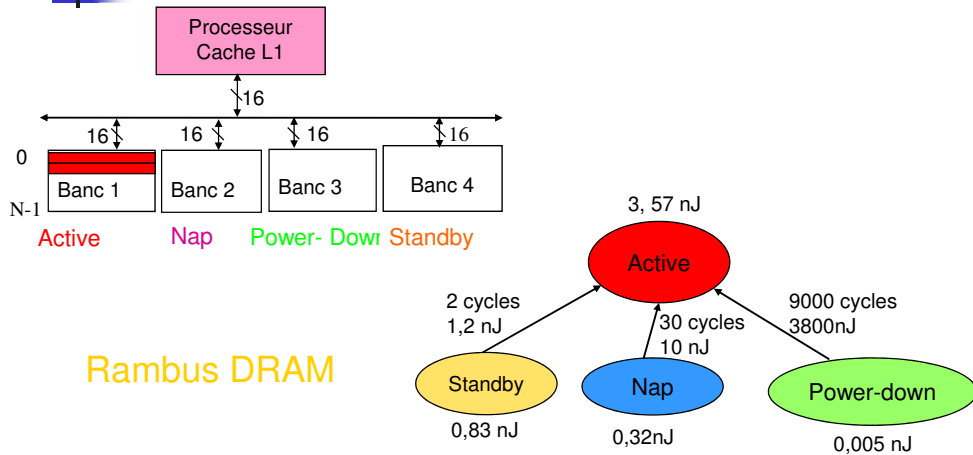 Processeur
Cache L1
16
16
16
16
16
0
N-1
Banc 1
Banc 2
Banc 3
Banc 4
Active
Nap
Power- Down
Standby
3, 57 nJ
Active
2 cycles
1,2 nJ
30 cycles
10 nJ
9000 cycles
3800nJ
Rambus DRAM
Standby
Nap
Power-down
0,83 nJ
0,32nJ
0,005 nJ